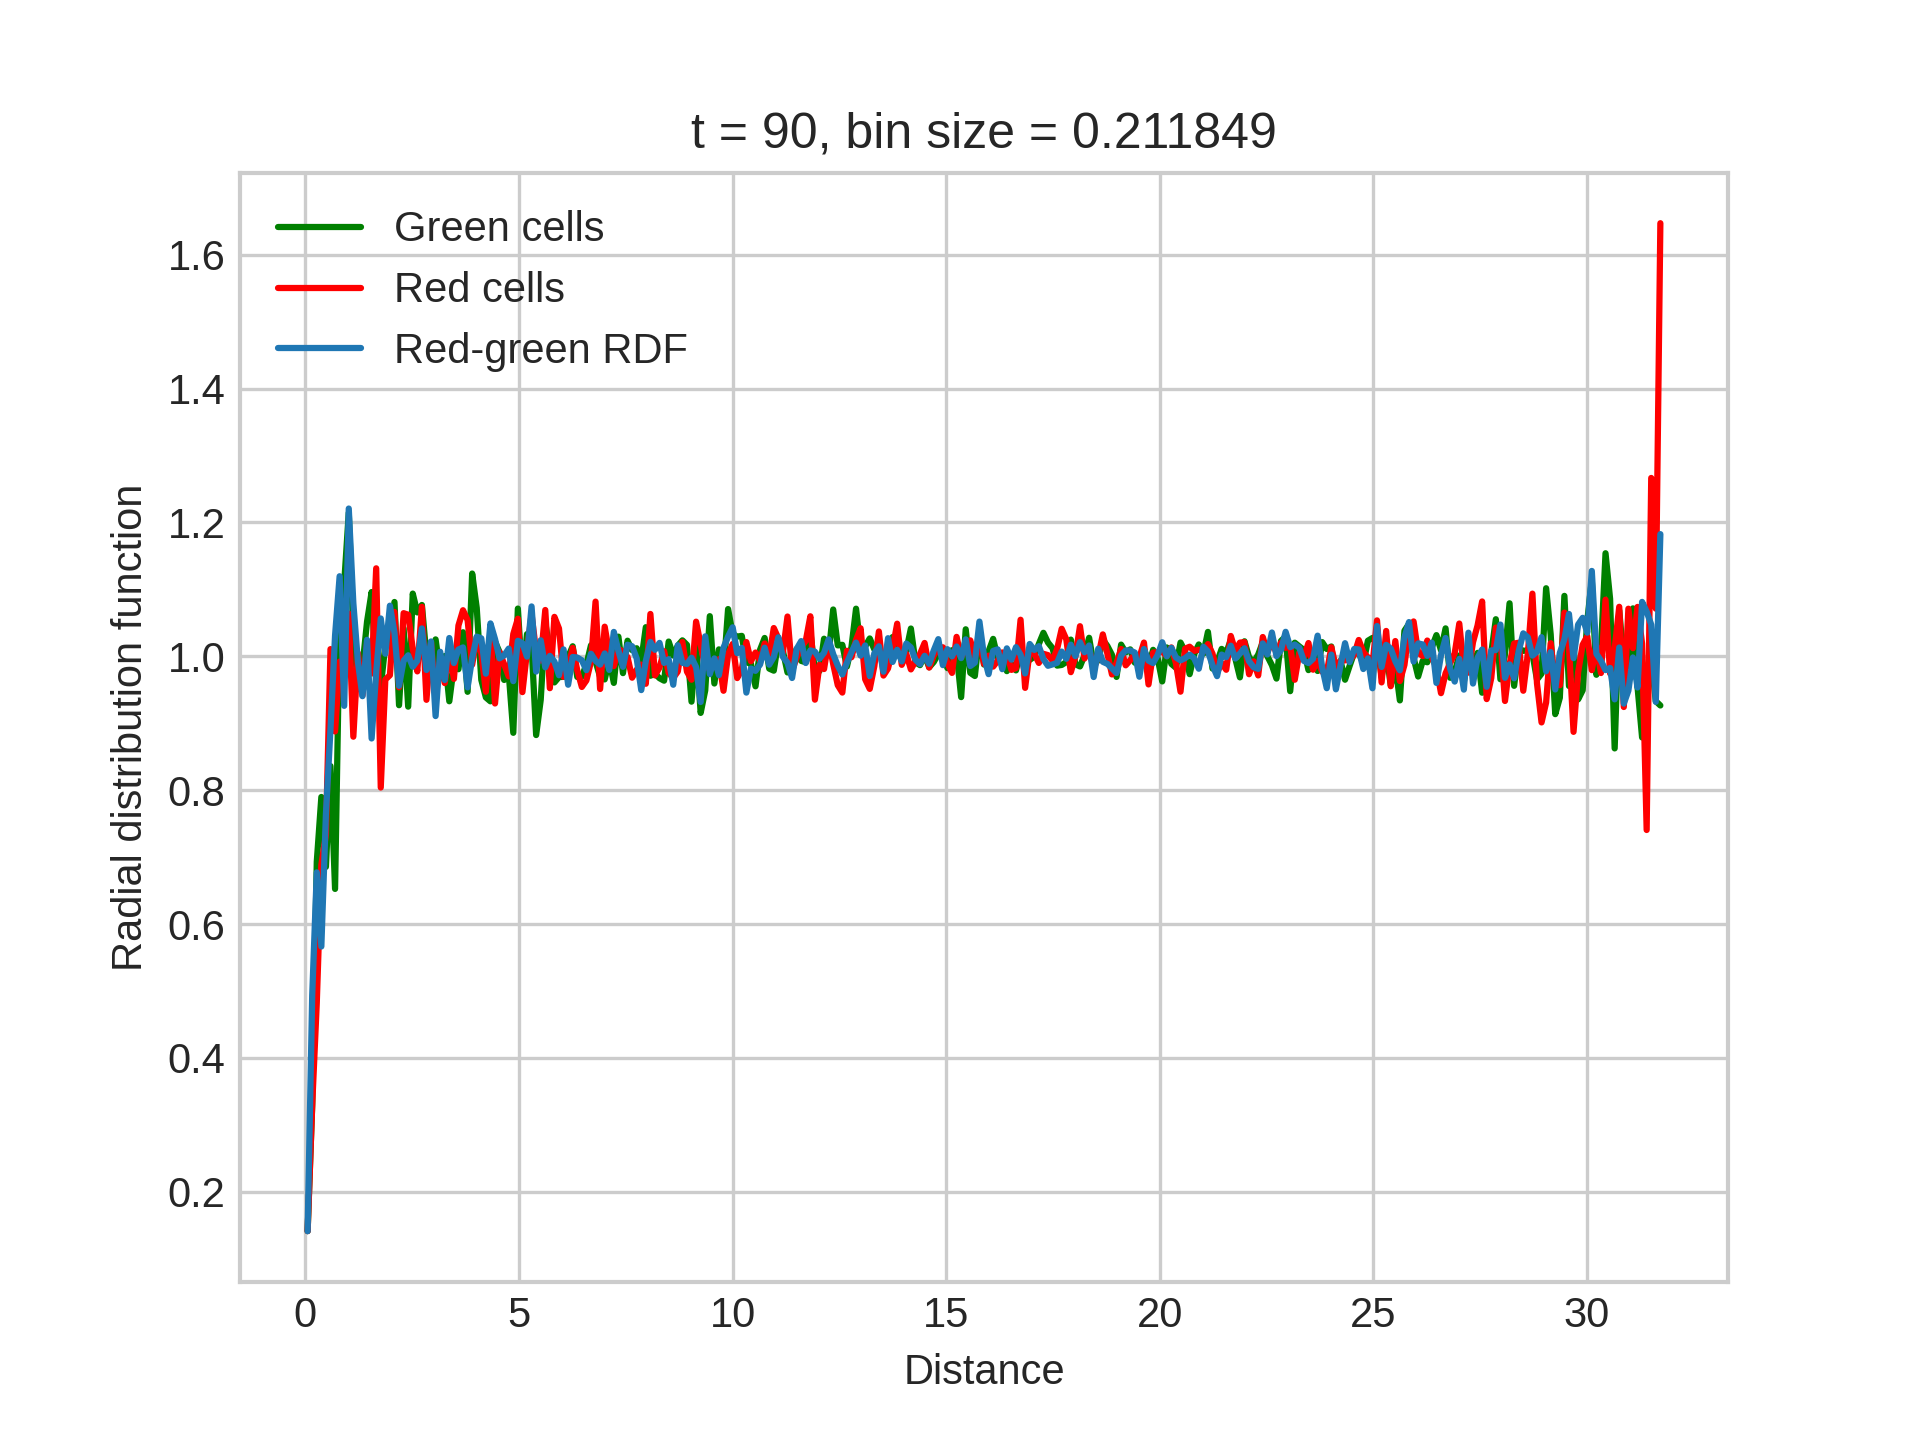 t = 90, bin size = 0.211849
Green cells
Red cells
Red-green RDF
Radial distribution function
1.6
1.4
1.2
1.0
0.8
0.6
0.4
0.2
0 5 10 15 20 25 30
Distance